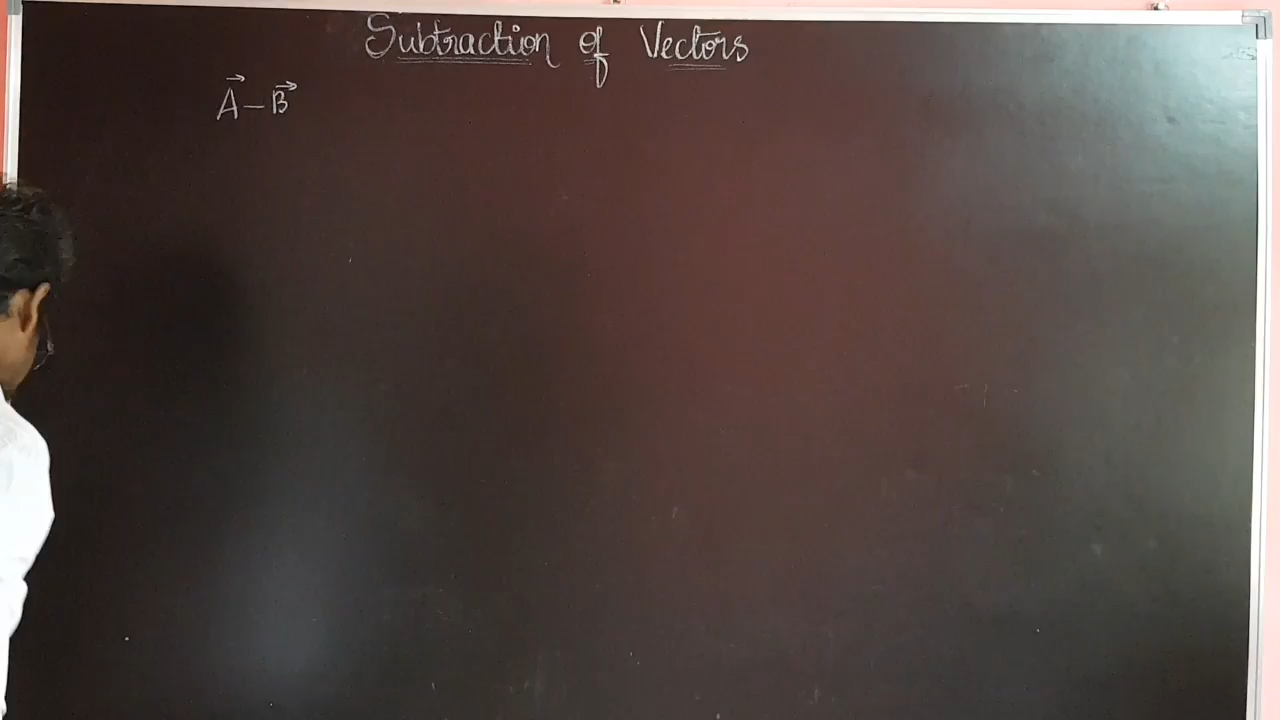 Subtraction of Vectors
A⃗ – B⃗